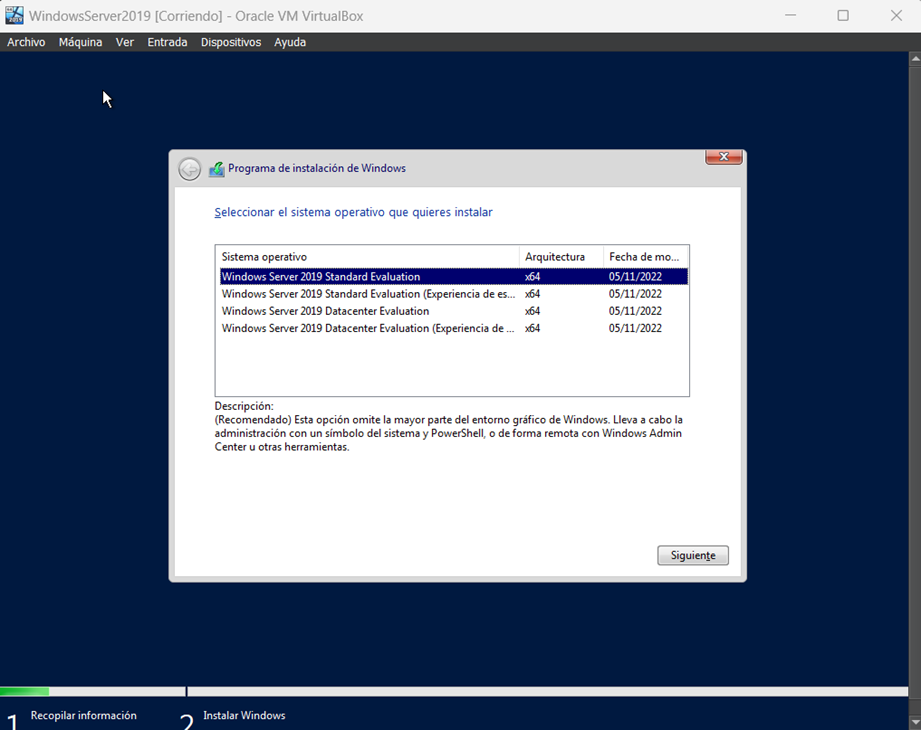 WindowsServer2019 [Corriendo] - Oracle VM VirtualBox
Archivo Máquina Ver Entrada Dispositivos Ayuda
Programa de instalación de Windows
Seleccionar el sistema operativo que quieres instalar
Sistema operativo Arquitectura Fecha de mo...
Windows Server 2019 Standard Evaluation x64 05/11/2022
Windows Server 2019 Standard Evaluation (Experiencia de es... x64 05/11/2022
Windows Server 2019 Datacenter Evaluation x64 05/11/2022
Windows Server 2019 Datacenter Evaluation (Experiencia de ... x64 05/11/2022
Descripción:
(Recomendado) Esta opción omite la mayor parte del entorno gráfico de Windows. Lleva a cabo la
administración con un símbolo del sistema y PowerShell, o de forma remota con Windows Admin
Center u otras herramientas.
Siguiente
1 Recopilar información 2 Instalar Windows